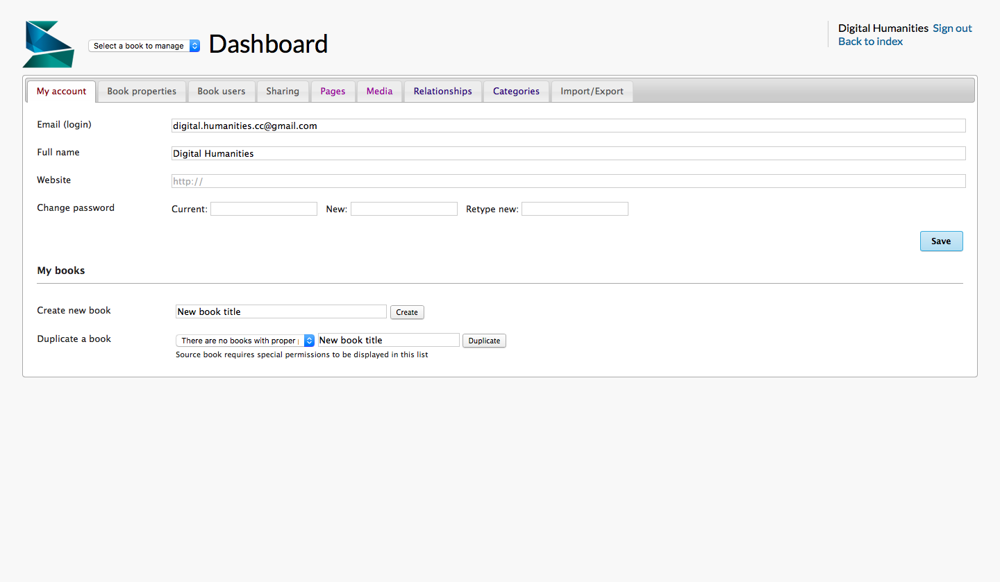 Select a book to manage Dashboard
Digital Humanities Sign out
Back to index
My account Book properties Book users Sharing Pages Media Relationships Categories Import/Export
Email (login) digital.humanities.cc@gmail.com
Full name Digital Humanities
Website http://
Change password Current: New: Retype new:
Save
My books
Create new book New book title Create
Duplicate a book There are no books with proper New book title Duplicate
Source book requires special permissions to be displayed in this list